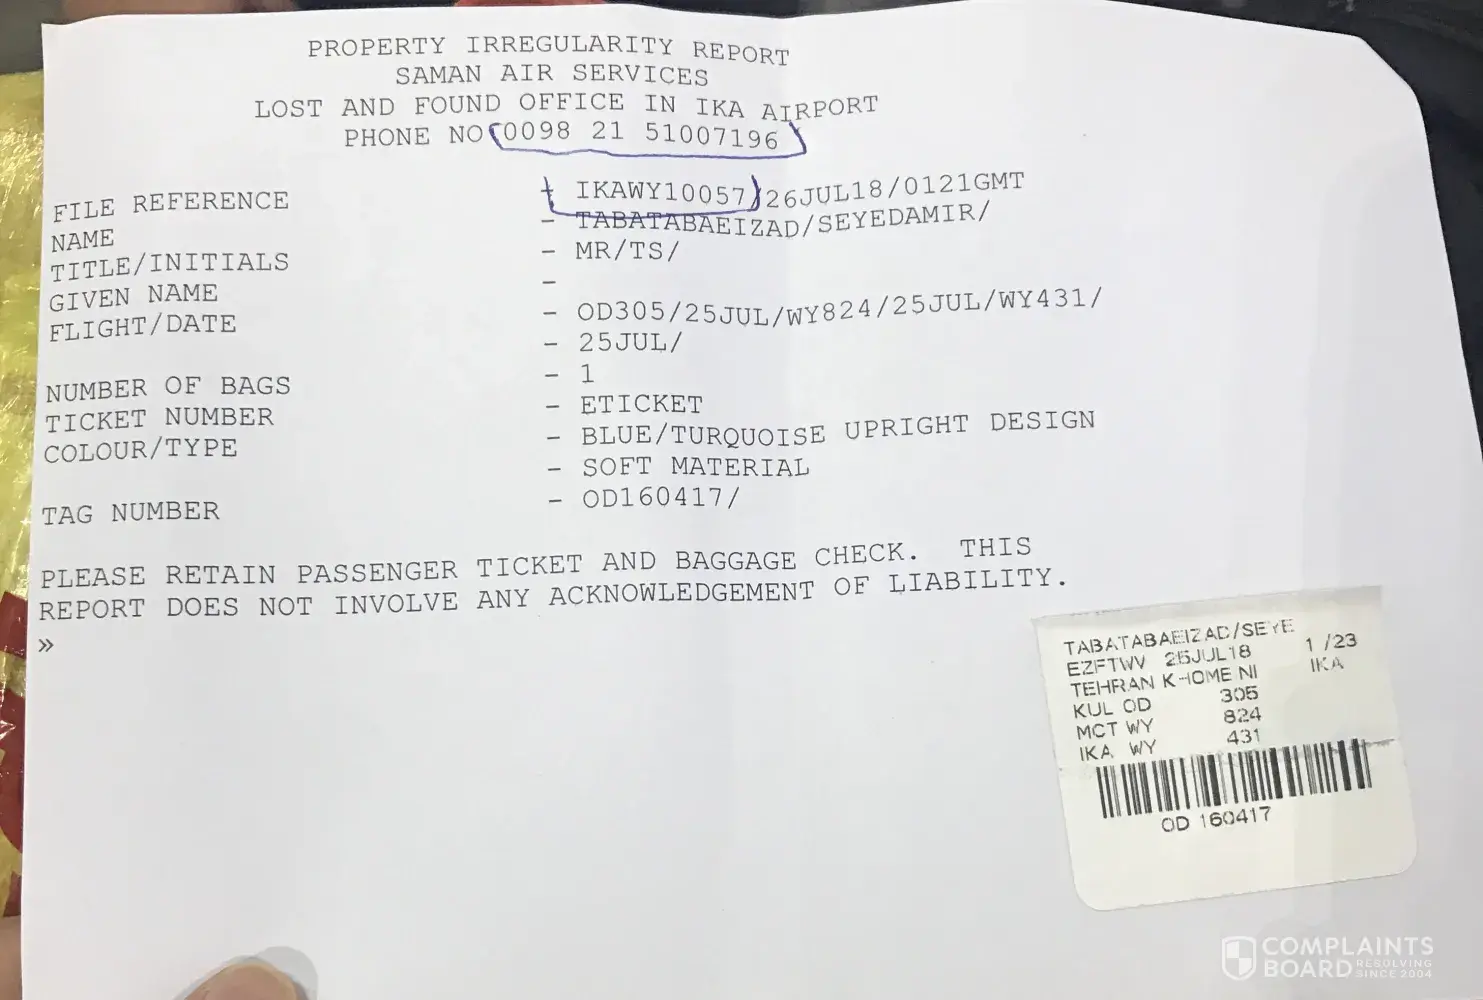 PROPERTY IRREGULARITY REPORT
SAMAN AIR SERVICES
LOST AND FOUND OFFICE IN IKA AIRPORT
PHONE NO 0098 21 51007196
FILE REFERENCE - IKAWY10057/26JUL18/0121GMT
NAME - TABATABAEIZAD/SEYEDAMIR/
TITLE/INITIALS - MR/TS/
GIVEN NAME -
FLIGHT/DATE - OD305/25JUL/WY824/25JUL/WY431/
- 25JUL/
NUMBER OF BAGS - 1
TICKET NUMBER - ETICKET
COLOUR/TYPE - BLUE/TURQUOISE UPRIGHT DESIGN
- SOFT MATERIAL
TAG NUMBER - OD160417/
PLEASE RETAIN PASSENGER TICKET AND BAGGAGE CHECK. THIS
REPORT DOES NOT INVOLVE ANY ACKNOWLEDGEMENT OF LIABILITY.
»
TABATABAEIZAD/SEYE
EZFTWV 25JUL18 1 /23
TEHRAN KHOMENI IKA
KUL OD 305
MCT WY 824
IKA WY 431
OD 160417
COMPLAINTS
BOARD RESOLVING
SINCE 2004